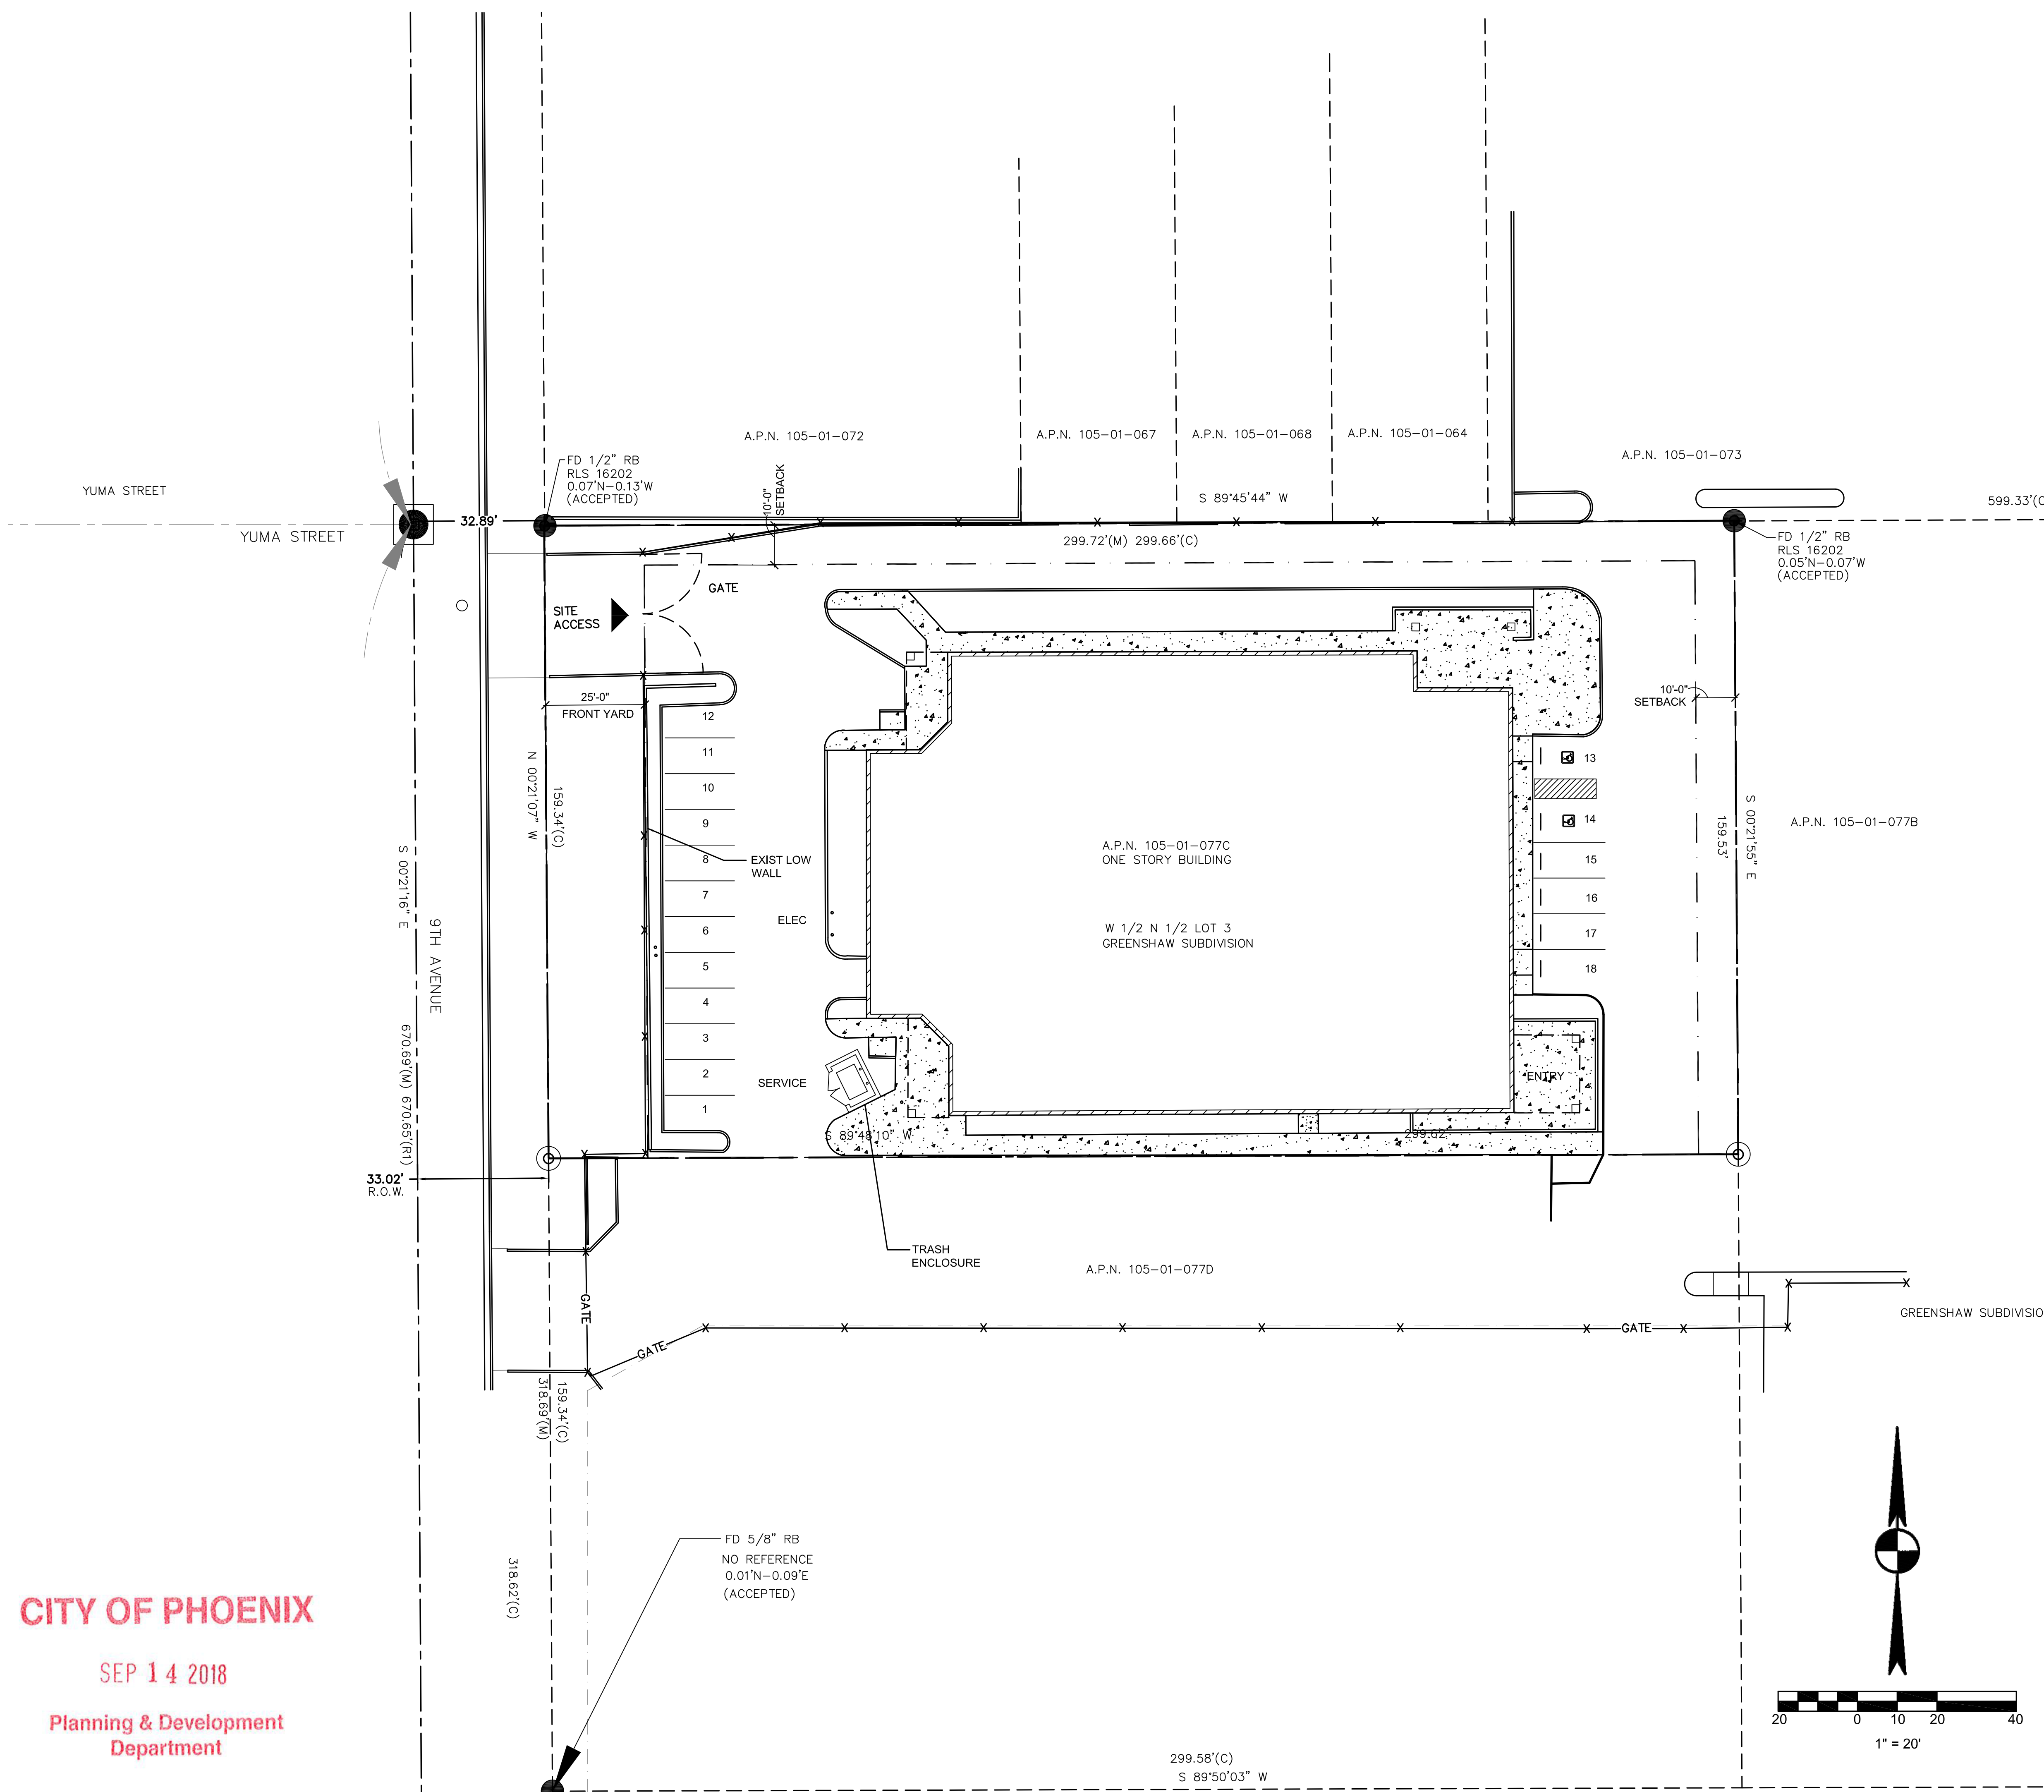 A.P.N. 105-01-072
A.P.N. 105-01-067
A.P.N. 105-01-068
A.P.N. 105-01-064
A.P.N. 105-01-073
YUMA STREET
YUMA STREET
32.89'
FD 1/2" RB
RLS 16202
0.07'N-0.13'W
(ACCEPTED)
10'-0"
SETBACK
S 89°45'44" W
299.72'(M) 299.66'(C)
599.33'(C
FD 1/2" RB
RLS 16202
0.05'N-0.07'W
(ACCEPTED)
GATE
SITE
ACCESS
25'-0"
FRONT YARD
10'-0"
SETBACK
12
11
10
9
8
7
6
5
4
3
2
1
13
14
15
16
17
18
N 00°21'07" W
159.34'(C)
S 00°21'16" E
9TH AVENUE
670.69'(M) 670.65'(R1)
EXIST LOW
WALL
ELEC
SERVICE
A.P.N. 105-01-077C
ONE STORY BUILDING
W 1/2 N 1/2 LOT 3
GREENSHAW SUBDIVISION
159.53'
S 00°21'55" E
A.P.N. 105-01-077B
ENTRY
S 89°48'10" W
299.62'
33.02'
R.O.W.
TRASH
ENCLOSURE
A.P.N. 105-01-077D
GATE
GATE
GATE
GREENSHAW SUBDIVISIO
159.34'(C)
318.69'(M)
318.62'(C)
FD 5/8" RB
NO REFERENCE
0.01'N-0.09'E
(ACCEPTED)
299.58'(C)
S 89°50'03" W
20 0 10 20 40
1" = 20'
CITY OF PHOENIX
SEP 14 2018
Planning & Development
Department